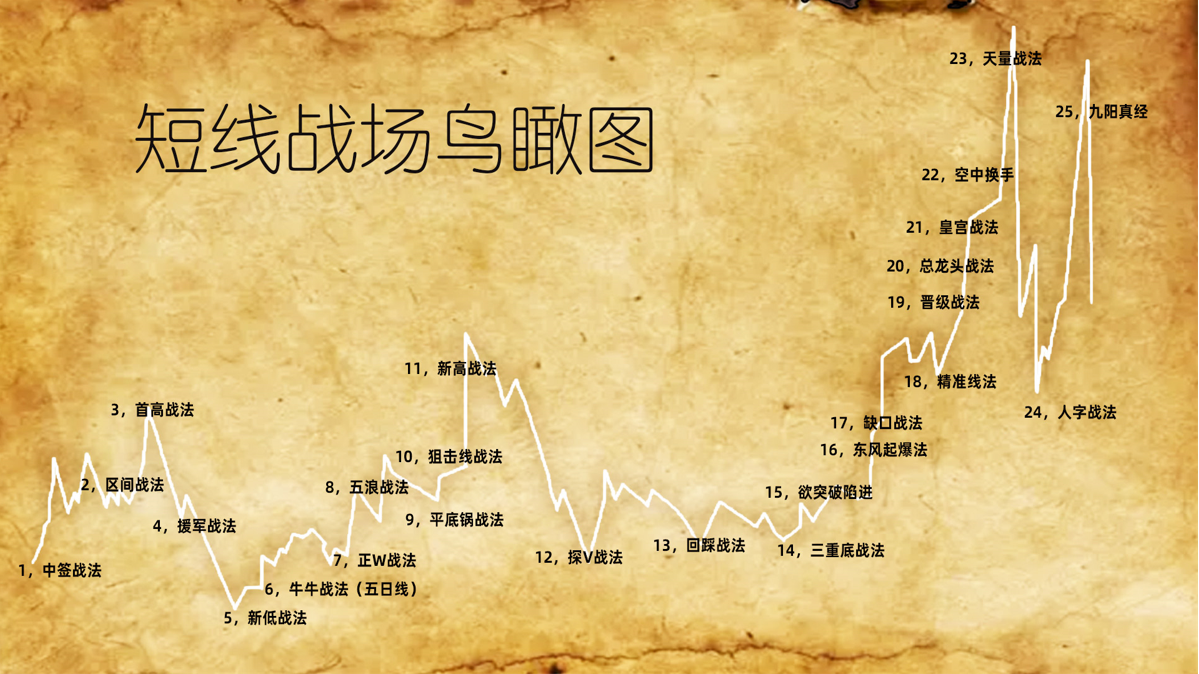 短线战场鸟瞰图
1，中签战法
2，区间战法
3，首高战法
4，援军战法
5，新低战法
6，牛牛战法（五日线）
7，正W战法
8，五浪战法
9，平底锅战法
10，狙击线战法
11，新高战法
12，探V战法
13，回踩战法
14，三重底战法
15，欲突破陷进
16，东风起爆法
17，缺口战法
18，精准线战法
19，晋级战法
20，总龙头战法
21，皇宫战法
22，空中换手
23，天量战法
24，人字战法
25，九阳真经